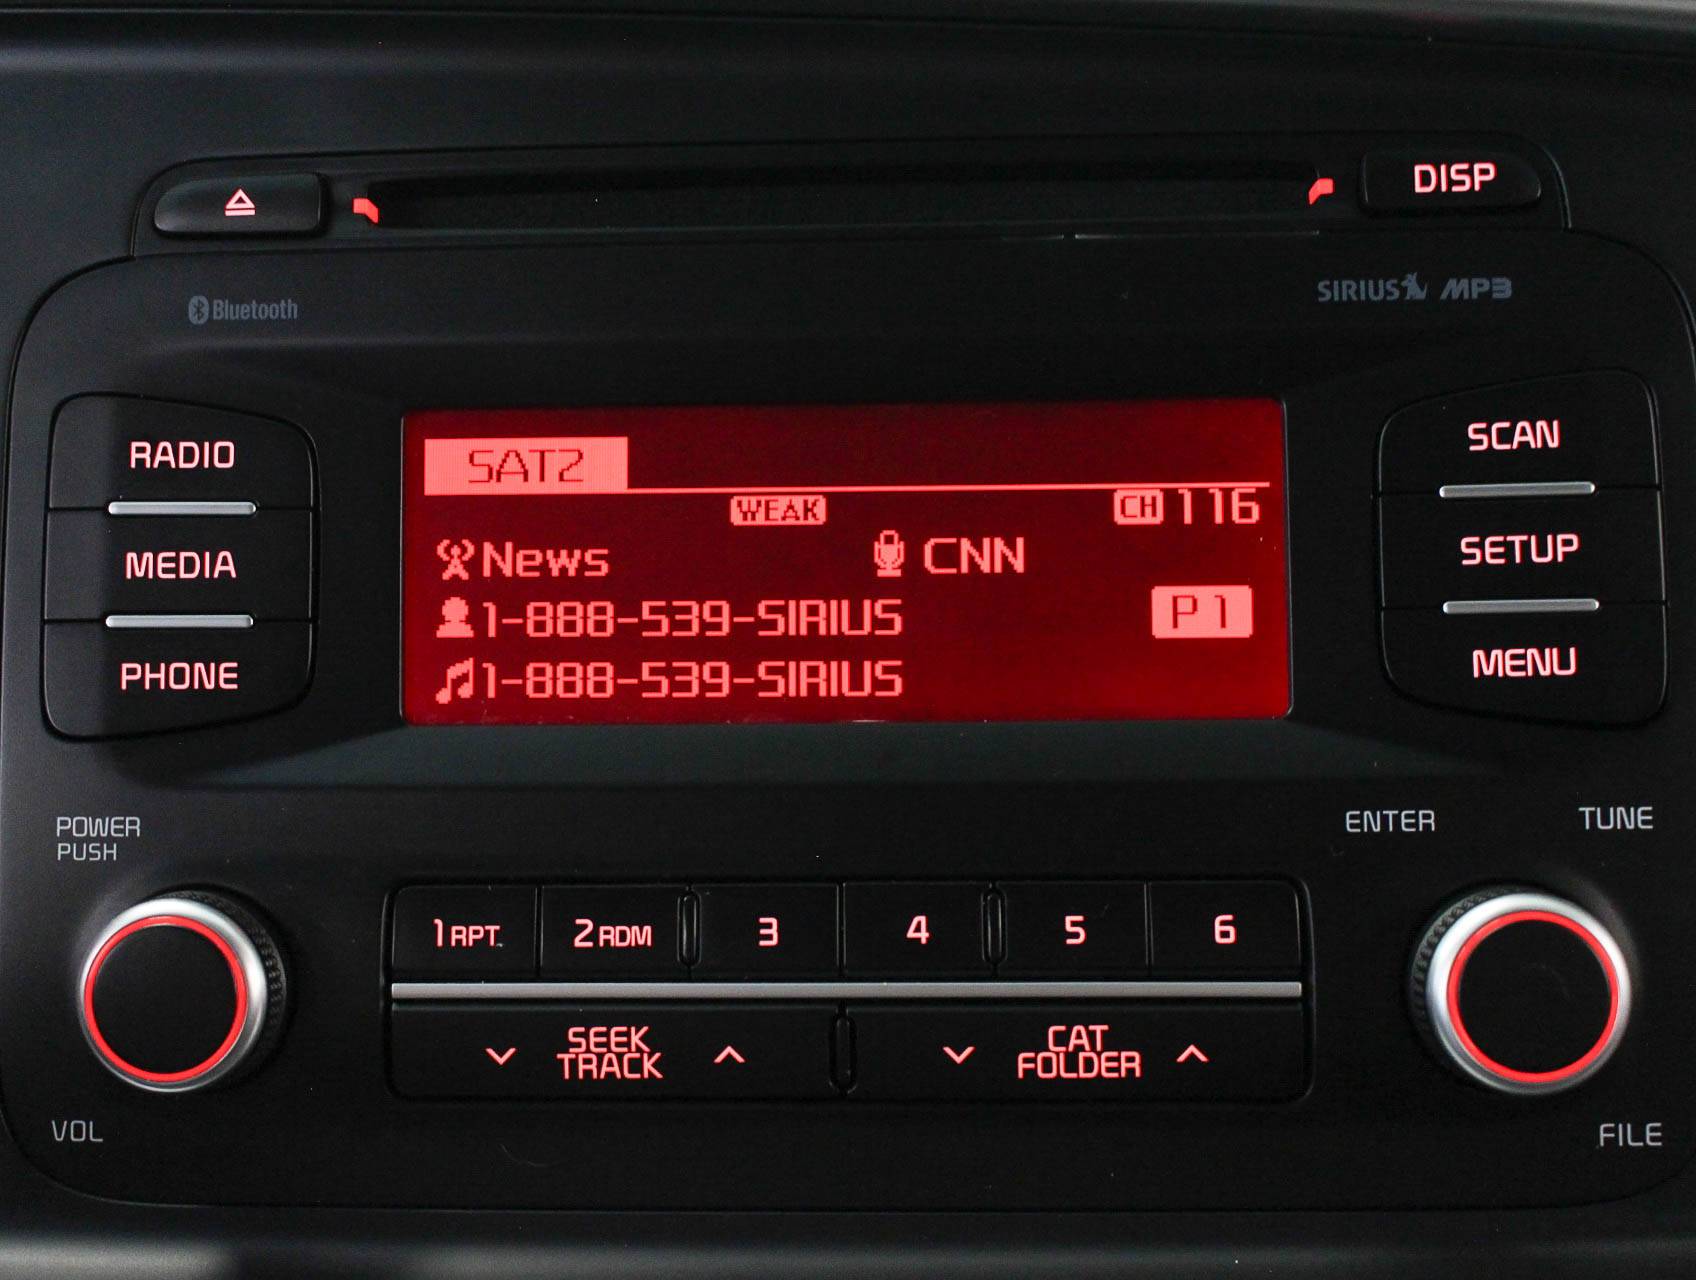 DISP
Bluetooth
SIRIUS MP3
RADIO
MEDIA
PHONE
SAT2
WEAK
CH 116
News
CNN
1-888-539-SIRIUS
P1
1-888-539-SIRIUS
SCAN
SETUP
MENU
POWER
PUSH
VOL
ENTER
TUNE
1 RPT
2 RDM
3
4
5
6
SEEK
TRACK
CAT
FOLDER
FILE